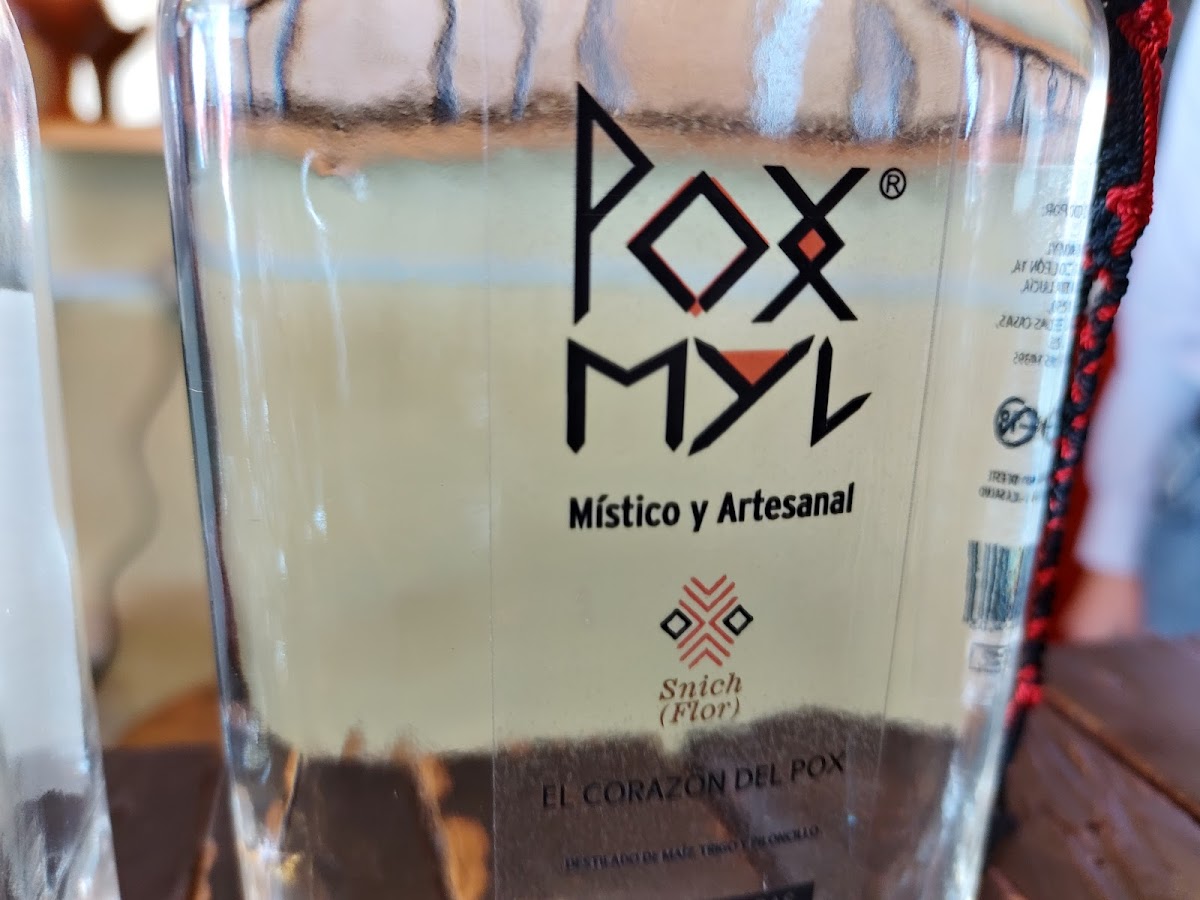 POX®
MYL
Místico y Artesanal
Snich
(Flor)
EL CORAZÓN DEL POX
DESTILADO DE MAÍZ, TRIGO Y PILONCILLO